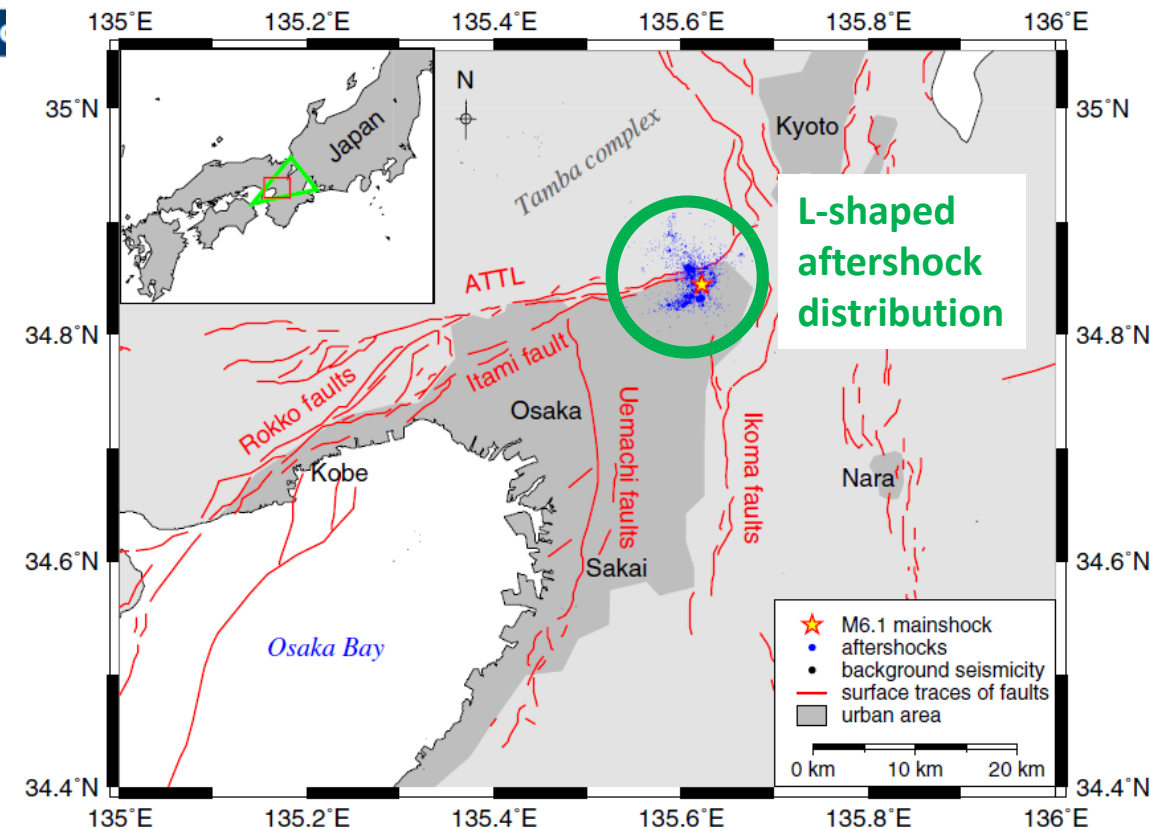 135˚E 135.2˚E 135.4˚E 135.6˚E 135.8˚E 136˚E
35˚N
34.8˚N
34.6˚N
34.4˚N
Japan
N
Tamba complex
Kyoto
35˚N
L-shaped
aftershock
distribution
ATTL
34.8˚N
Itami fault
Rokko faults
Osaka
Uemachi faults
Ikoma faults
Kobe
Nara
Sakai
34.6˚N
Osaka Bay
M6.1 mainshock
aftershocks
background seismicity
surface traces of faults
urban area
0 km 10 km 20 km
34.4˚N
135˚E 135.2˚E 135.4˚E 135.6˚E 135.8˚E 136˚E